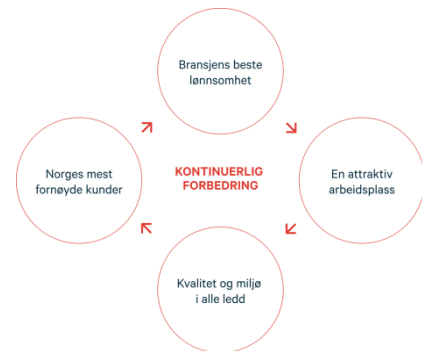 Bransjens beste
lønnsomhet
Norges mest
fornøyde kunder
KONTINUERLIG
FORBEDRING
En attraktiv
arbeidsplass
Kvalitet og miljø
i alle ledd